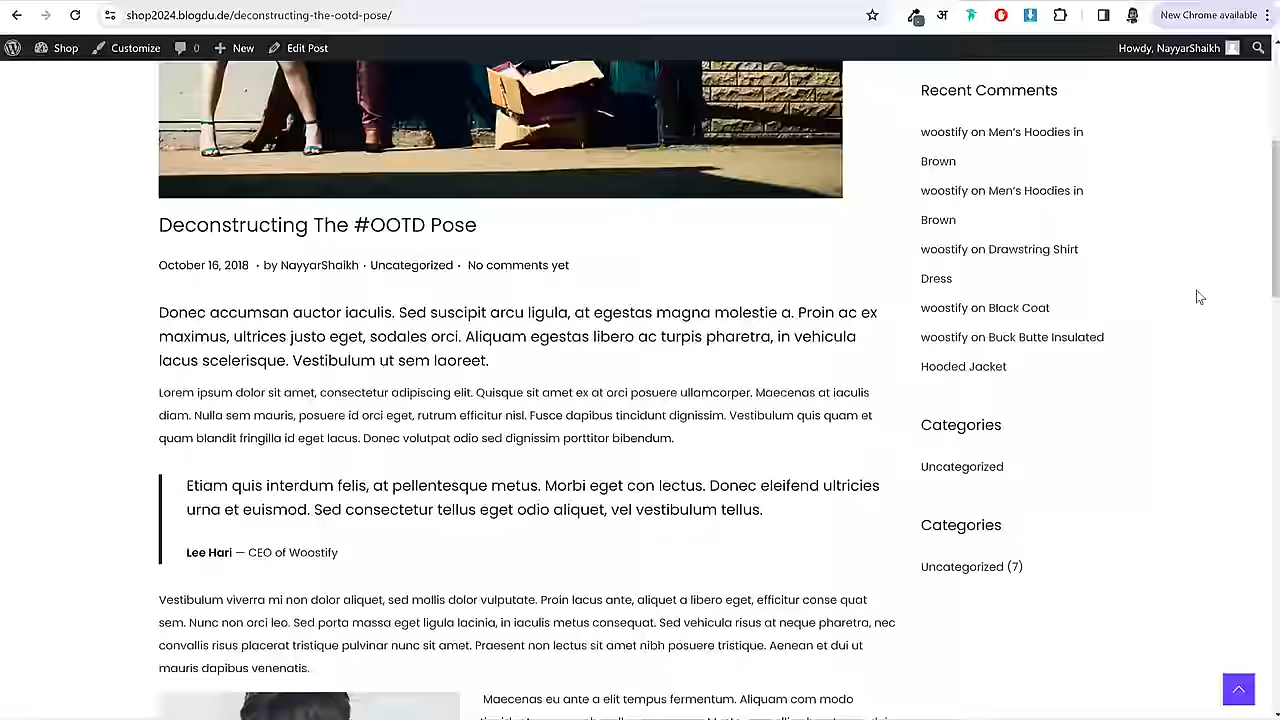 shop2024.blogdu.de/deconstructing-the-ootd-pose/
अ
New Chrome available
Shop
Customize
0
New
Edit Post
Howdy, NayyarShaikh
Deconstructing The #OOTD Pose
October 16, 2018 · by NayyarShaikh · Uncategorized · No comments yet
Donec accumsan auctor iaculis. Sed suscipit arcu ligula, at egestas magna molestie a. Proin ac ex
maximus, ultrices justo eget, sodales orci. Aliquam egestas libero ac turpis pharetra, in vehicula
lacus scelerisque. Vestibulum ut sem laoreet.
Lorem ipsum dolor sit amet, consectetur adipiscing elit. Quisque sit amet ex at orci posuere ullamcorper. Maecenas at iaculis
diam. Nulla sem mauris, posuere id orci eget, rutrum efficitur nisl. Fusce dapibus tincidunt dignissim. Vestibulum quis quam et
quam blandit fringilla id eget lacus. Donec volutpat odio sed dignissim porttitor bibendum.
Etiam quis interdum felis, at pellentesque metus. Morbi eget con lectus. Donec eleifend ultricies
urna et euismod. Sed consectetur tellus eget odio aliquet, vel vestibulum tellus.
Lee Hari — CEO of Woostify
Vestibulum viverra mi non dolor aliquet, sed mollis dolor vulputate. Proin lacus ante, aliquet a libero eget, efficitur conse quat
sem. Nunc non orci leo. Sed porta massa eget ligula lacinia, in iaculis metus consequat. Sed vehicula risus at neque pharetra, nec
convallis risus placerat tristique pulvinar nunc sit amet. Praesent non lectus sit amet nibh posuere tristique. Aenean et dui ut
mauris dapibus venenatis.
Maecenas eu ante a elit tempus fermentum. Aliquam com modo
Recent Comments
woostify on Men's Hoodies in
Brown
woostify on Men's Hoodies in
Brown
woostify on Drawstring Shirt
Dress
woostify on Black Coat
woostify on Buck Butte Insulated
Hooded Jacket
Categories
Uncategorized
Categories
Uncategorized (7)